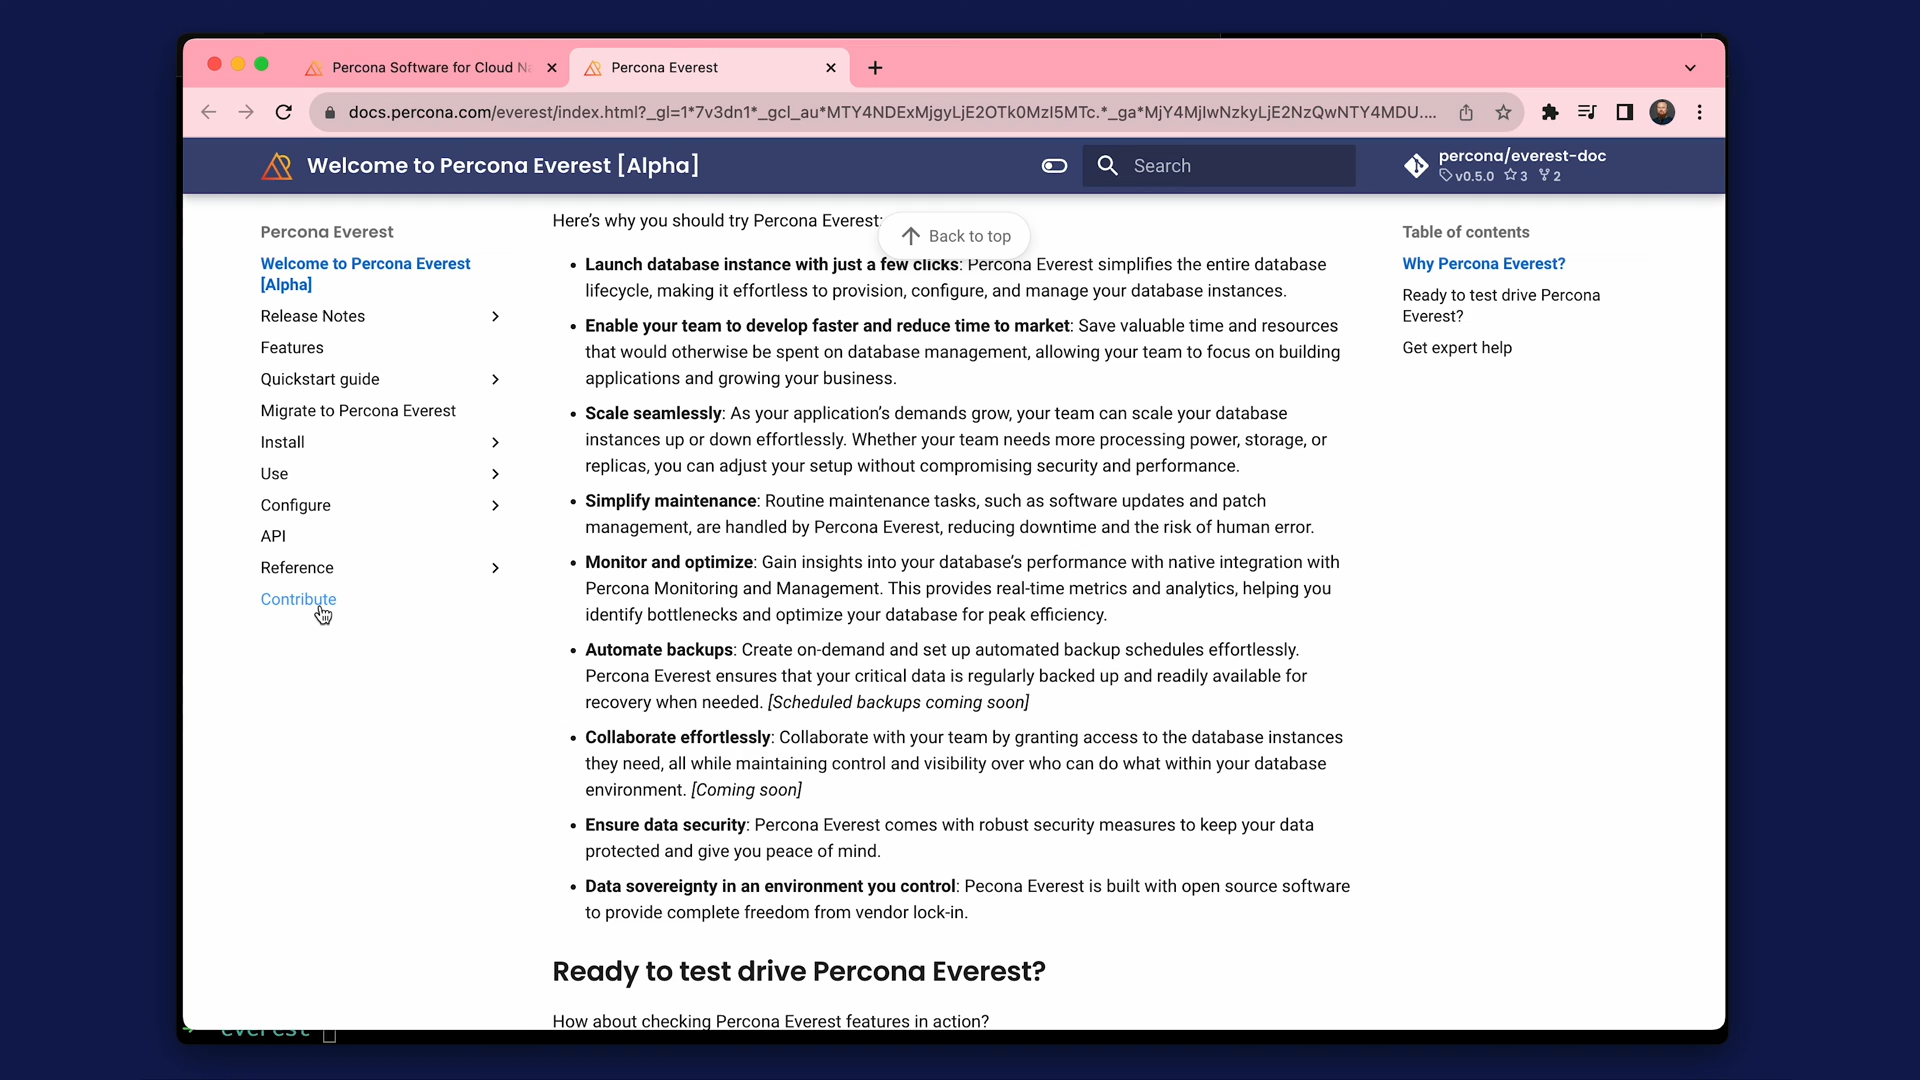 Percona Software for Cloud Na
Percona Everest
docs.percona.com/everest/index.html?_gl=1*7v3dn1*_gcl_au*MTY4NDExMjgyLjE2OTk0MzI5MTc.*_ga*MjY4MjIwNzkyLjE2NzQwNTY4MDU....
Welcome to Percona Everest [Alpha]
Search
percona/everest-doc
v0.5.0 3 2
Percona Everest
Welcome to Percona Everest
[Alpha]
Release Notes
Features
Quickstart guide
Migrate to Percona Everest
Install
Use
Configure
API
Reference
Contribute
Here's why you should try Percona Everest:
Back to top
• Launch database instance with just a few clicks: Percona Everest simplifies the entire database
lifecycle, making it effortless to provision, configure, and manage your database instances.
• Enable your team to develop faster and reduce time to market: Save valuable time and resources
that would otherwise be spent on database management, allowing your team to focus on building
applications and growing your business.
• Scale seamlessly: As your application's demands grow, your team can scale your database
instances up or down effortlessly. Whether your team needs more processing power, storage, or
replicas, you can adjust your setup without compromising security and performance.
• Simplify maintenance: Routine maintenance tasks, such as software updates and patch
management, are handled by Percona Everest, reducing downtime and the risk of human error.
• Monitor and optimize: Gain insights into your database's performance with native integration with
Percona Monitoring and Management. This provides real-time metrics and analytics, helping you
identify bottlenecks and optimize your database for peak efficiency.
• Automate backups: Create on-demand and set up automated backup schedules effortlessly.
Percona Everest ensures that your critical data is regularly backed up and readily available for
recovery when needed. [Scheduled backups coming soon]
• Collaborate effortlessly: Collaborate with your team by granting access to the database instances
they need, all while maintaining control and visibility over who can do what within your database
environment. [Coming soon]
• Ensure data security: Percona Everest comes with robust security measures to keep your data
protected and give you peace of mind.
• Data sovereignty in an environment you control: Pecona Everest is built with open source software
to provide complete freedom from vendor lock-in.
Ready to test drive Percona Everest?
How about checking Percona Everest features in action?
Table of contents
Why Percona Everest?
Ready to test drive Percona
Everest?
Get expert help
everest